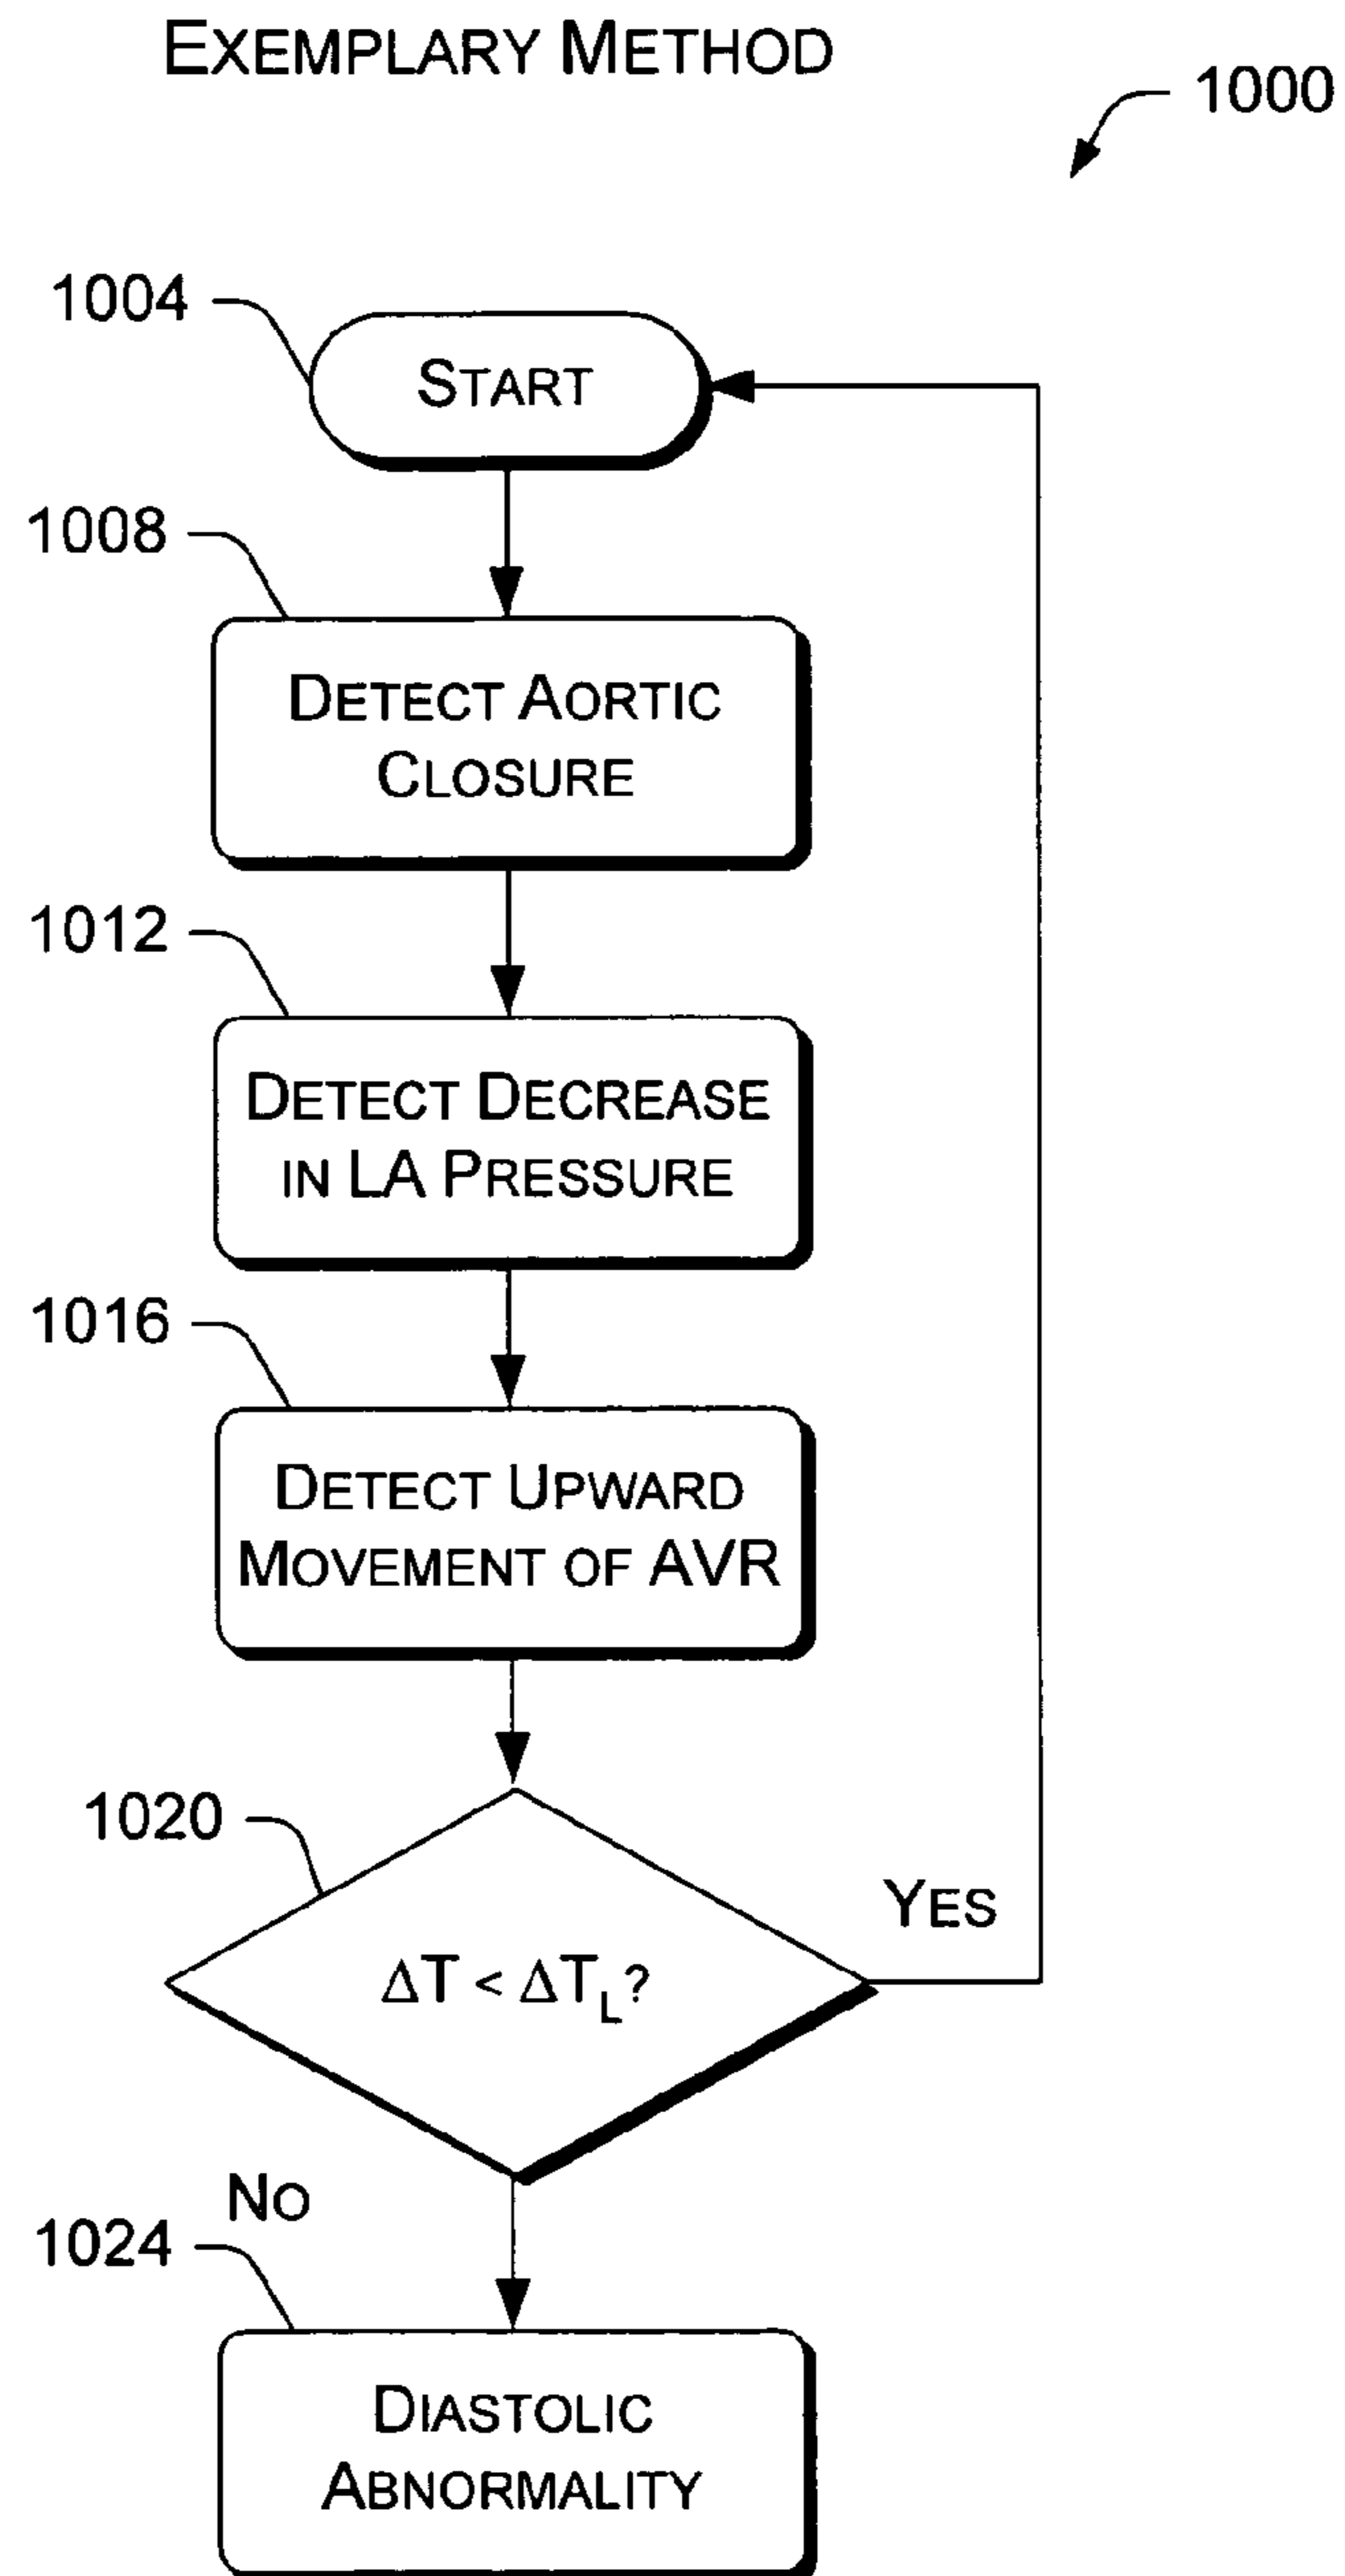 EXEMPLARY METHOD
1000
1004
START
1008
DETECT AORTIC
CLOSURE
1012
DETECT DECREASE
IN LA PRESSURE
1016
DETECT UPWARD
MOVEMENT OF AVR
1020
ΔT < ΔT_L?
YES
NO
1024
DIASTOLIC
ABNORMALITY